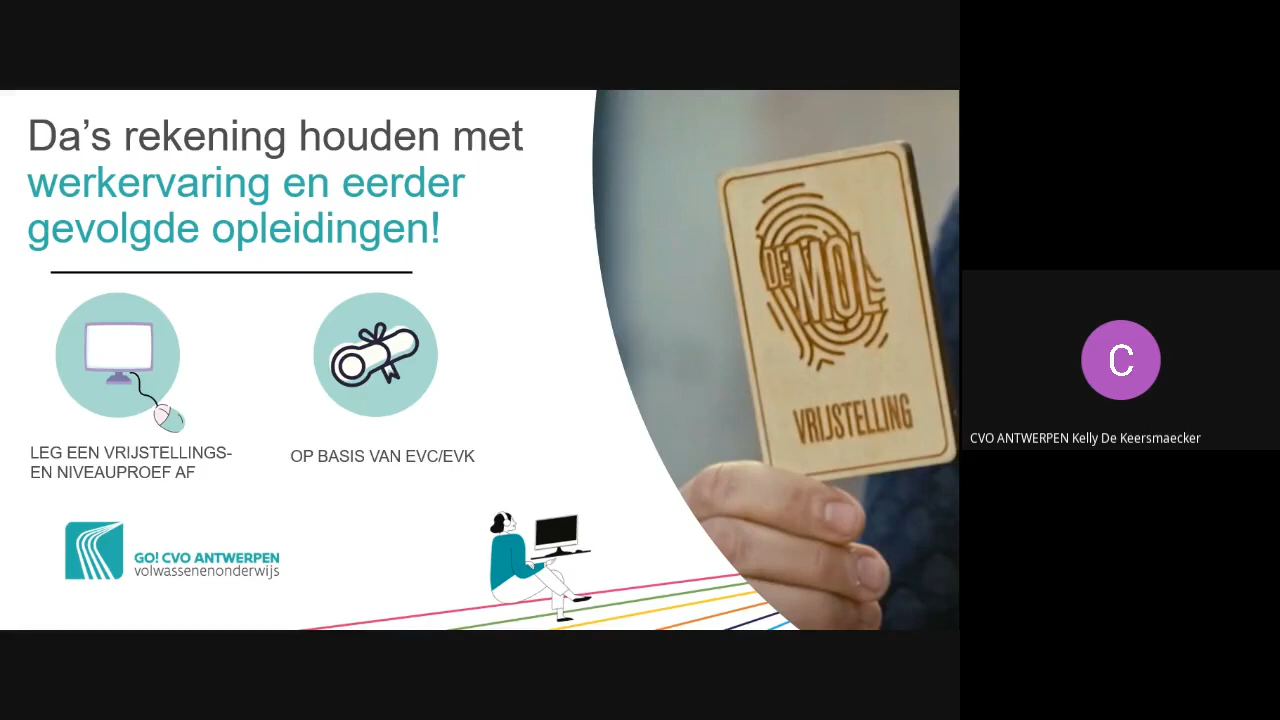 Da's rekening houden met
werkervaring en eerder
gevolgde opleidingen!
LEG EEN VRIJSTELLINGS-
EN NIVEAUPROEF AF
OP BASIS VAN EVC/EVK
GO! CVO ANTWERPEN
volwassenenonderwijs
DE MOL
VRIJSTELLING
C
CVO ANTWERPEN Kelly De Keersmaecker